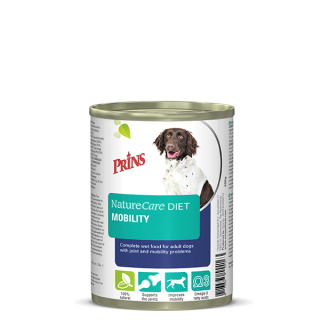 PRINS
NatureCare DIET
MOBILITY
Complete wet food for adult dogs
with joint and mobility problems
100%
natural
Supports
the joints
Improves
mobility
Omega-3
fatty acids